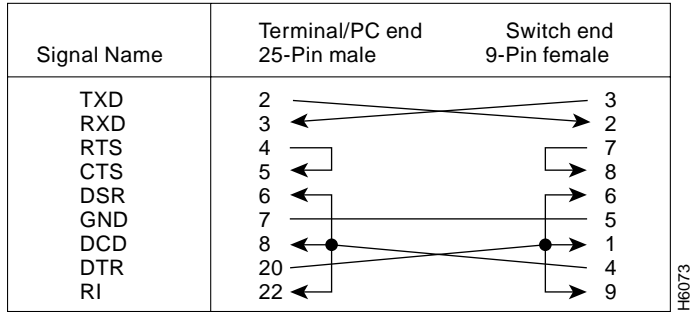 Terminal/PC end Switch end
Signal Name 25-Pin male 9-Pin female
TXD 2 3
RXD 3 2
RTS 4 7
CTS 5 8
DSR 6 6
GND 7 5
DCD 8 1
DTR 20 4
RI 22 9
H6073